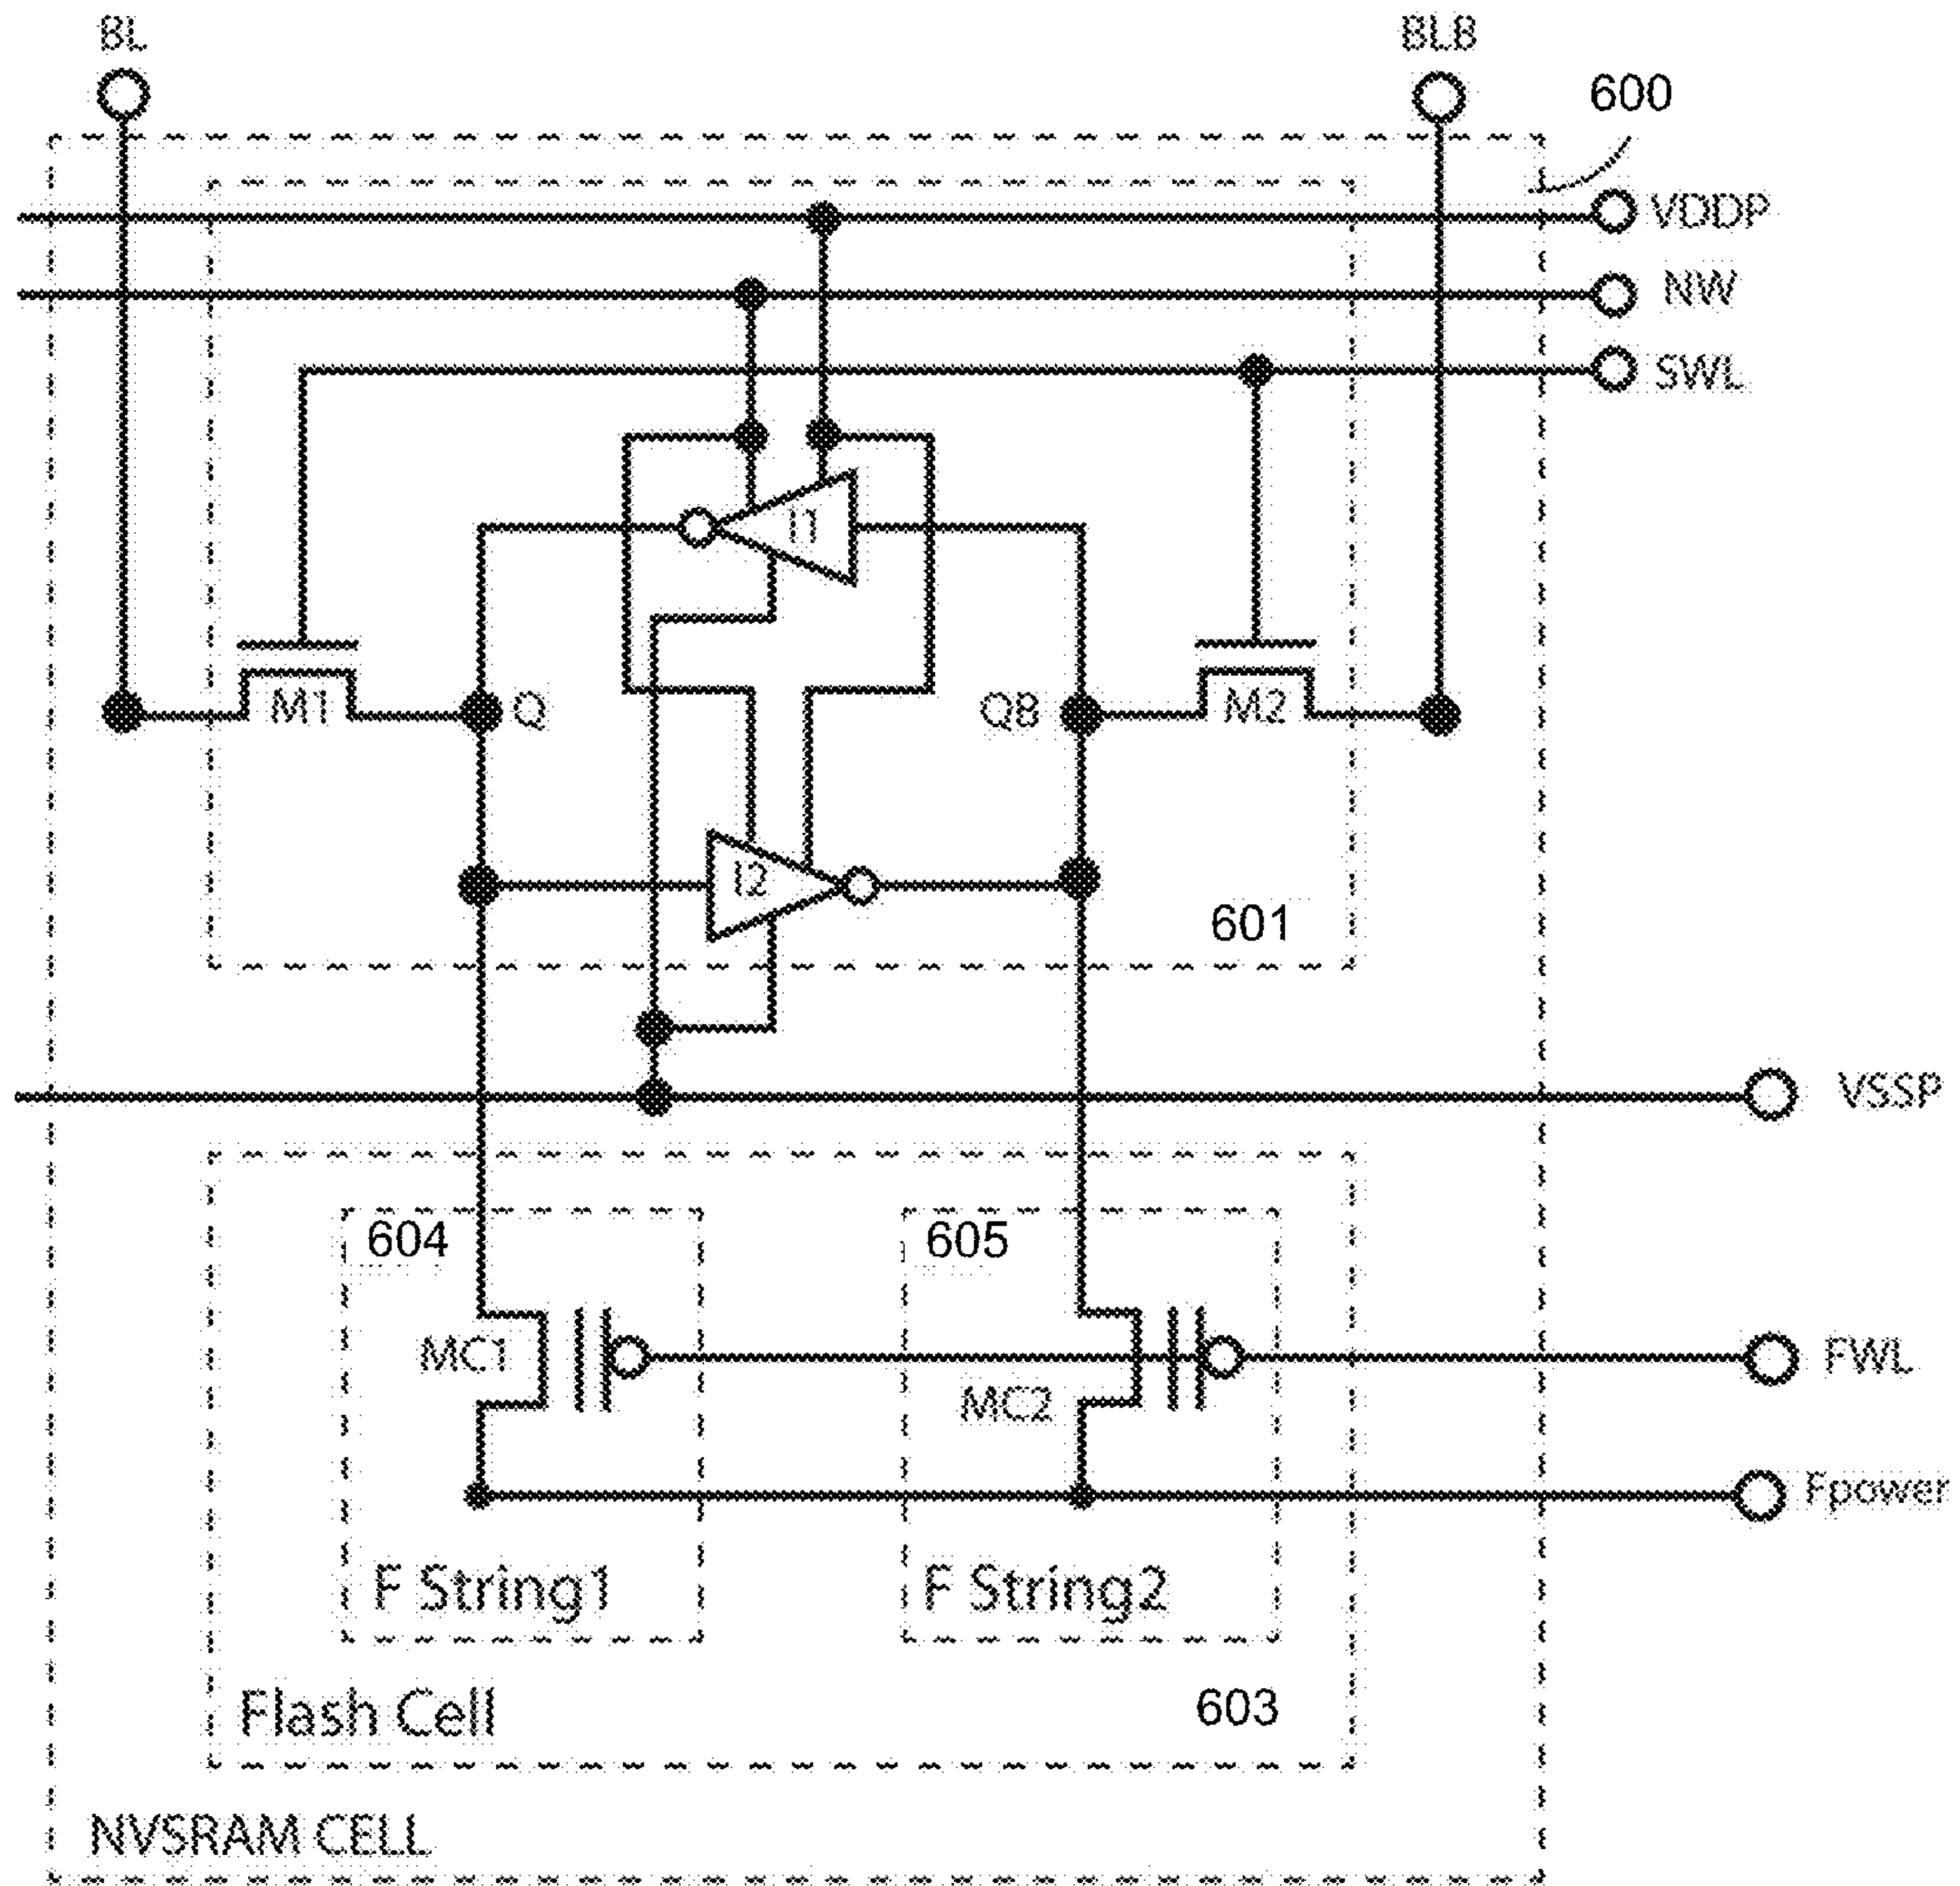 BL
BLB
600
VDDP
NW
SWL
I1
M1
Q
QB
M2
I2
601
VSSP
604
605
MC1
FWL
MC2
Fpower
F String1
F String2
Flash Cell
603
NVSRAM CELL